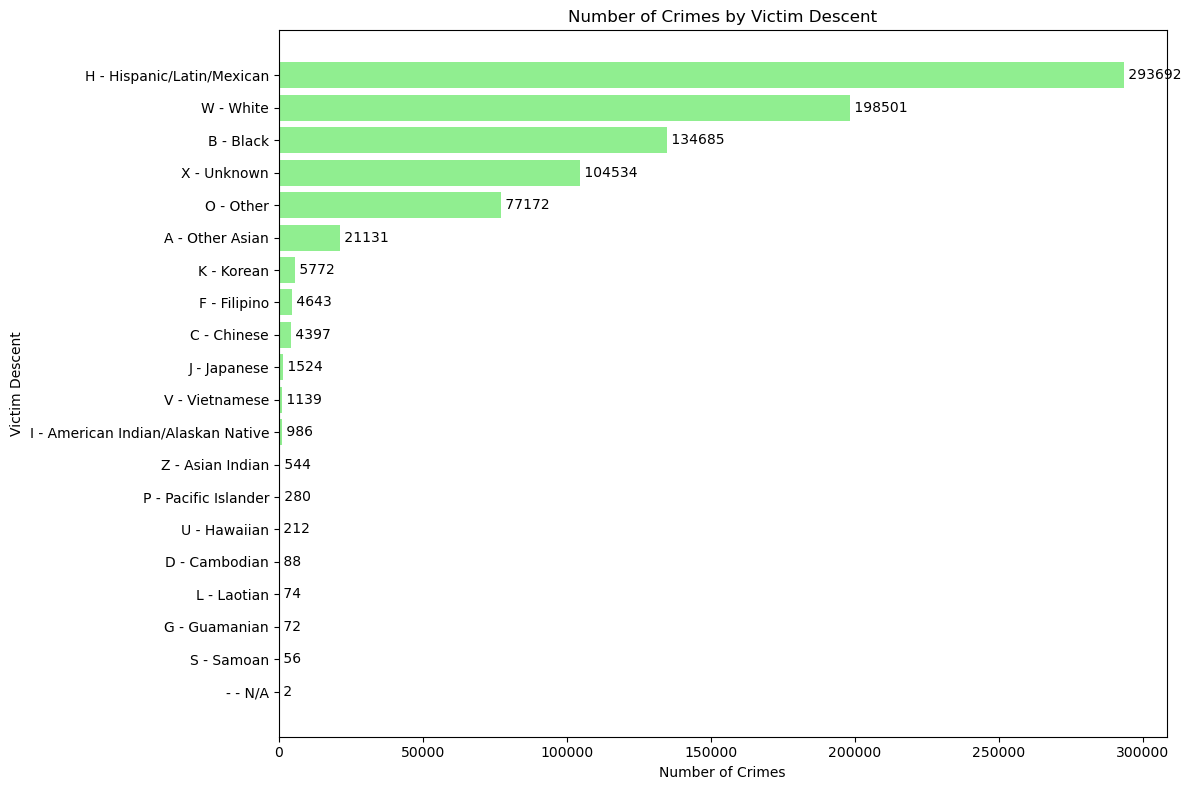 Number of Crimes by Victim Descent
Victim Descent
H - Hispanic/Latin/Mexican 293692
W - White 198501
B - Black 134685
X - Unknown 104534
O - Other 77172
A - Other Asian 21131
K - Korean 5772
F - Filipino 4643
C - Chinese 4397
J - Japanese 1524
V - Vietnamese 1139
I - American Indian/Alaskan Native 986
Z - Asian Indian 544
P - Pacific Islander 280
U - Hawaiian 212
D - Cambodian 88
L - Laotian 74
G - Guamanian 72
S - Samoan 56
- - N/A 2
0 50000 100000 150000 200000 250000 300000
Number of Crimes